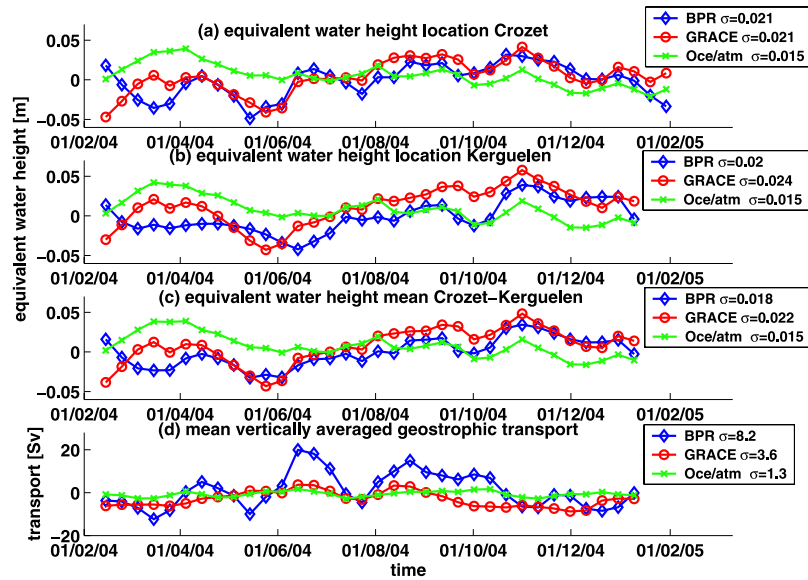 (a) equivalent water height location Crozet
BPR σ=0.021
GRACE σ=0.021
Oce/atm σ=0.015
0.05
0
−0.05
01/02/04 01/04/04 01/06/04 01/08/04 01/10/04 01/12/04 01/02/05
(b) equivalent water height location Kerguelen
BPR σ=0.02
GRACE σ=0.024
Oce/atm σ=0.015
0.05
0
−0.05
01/02/04 01/04/04 01/06/04 01/08/04 01/10/04 01/12/04 01/02/05
equivalent water height [m]
(c) equivalent water height mean Crozet−Kerguelen
BPR σ=0.018
GRACE σ=0.022
Oce/atm σ=0.015
0.05
0
−0.05
01/02/04 01/04/04 01/06/04 01/08/04 01/10/04 01/12/04 01/02/05
(d) mean vertically averaged geostrophic transport
BPR σ=8.2
GRACE σ=3.6
Oce/atm σ=1.3
transport [Sv]
20
0
−20
01/02/04 01/04/04 01/06/04 01/08/04 01/10/04 01/12/04 01/02/05
time